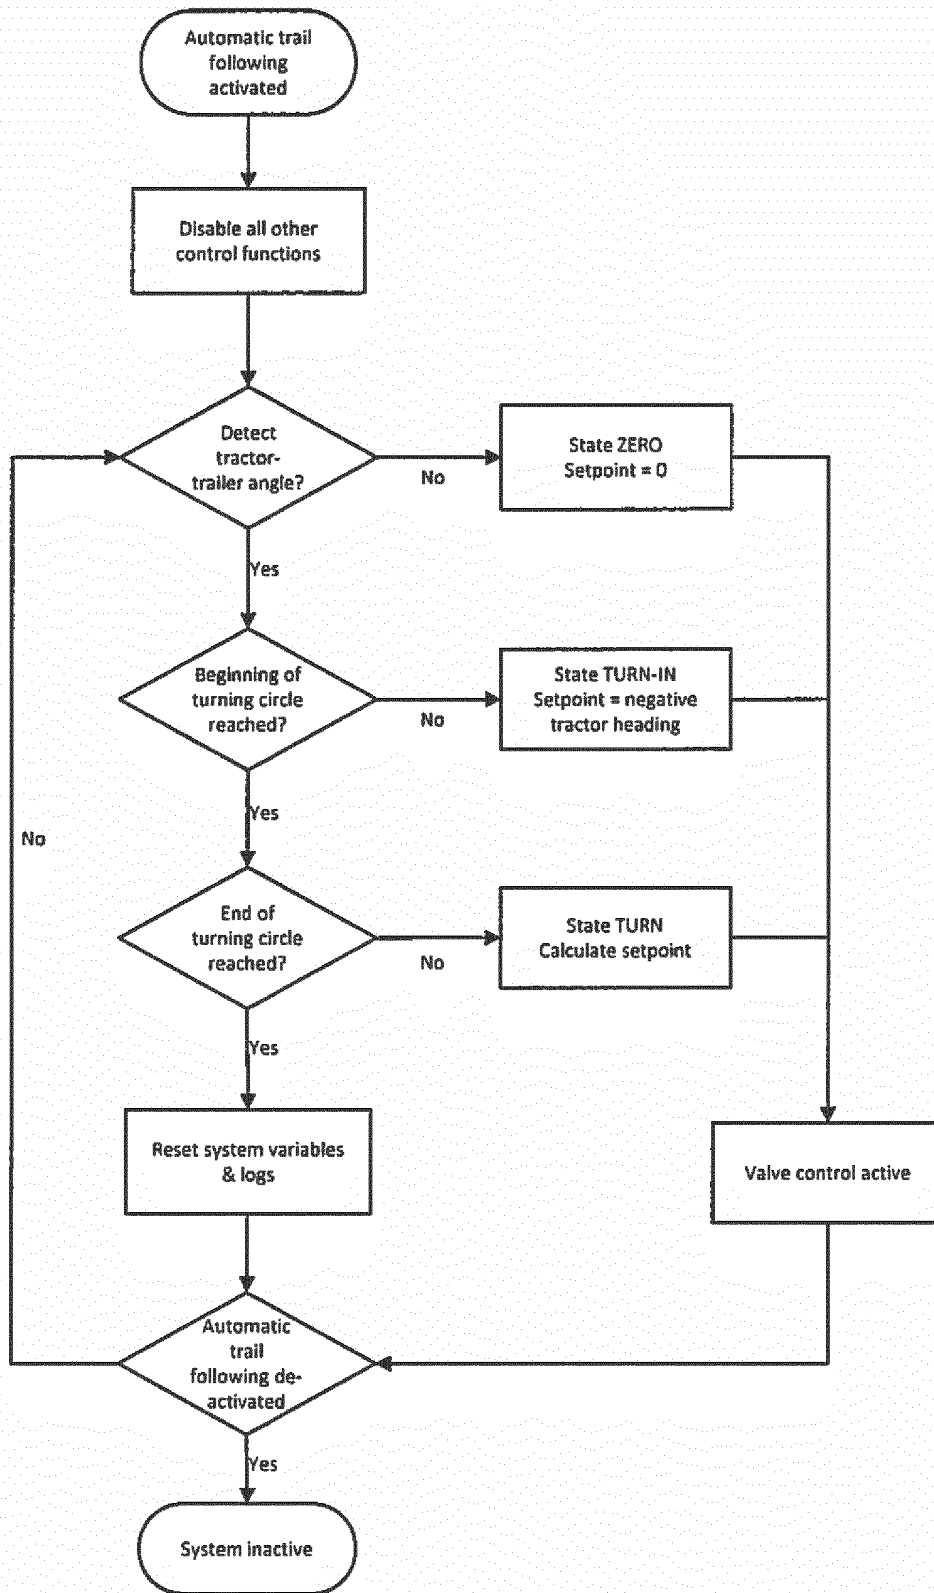 Automatic trail
following
activated
Disable all other
control functions
Detect
tractor-
trailer angle?
No
State ZERO
Setpoint = 0
Yes
Beginning of
turning circle
reached?
No
State TURN-IN
Setpoint = negative
tractor heading
Yes
No
End of
turning circle
reached?
No
State TURN
Calculate setpoint
Yes
Reset system variables
& logs
Valve control active
Automatic
trail
following de-
activated
Yes
System inactive